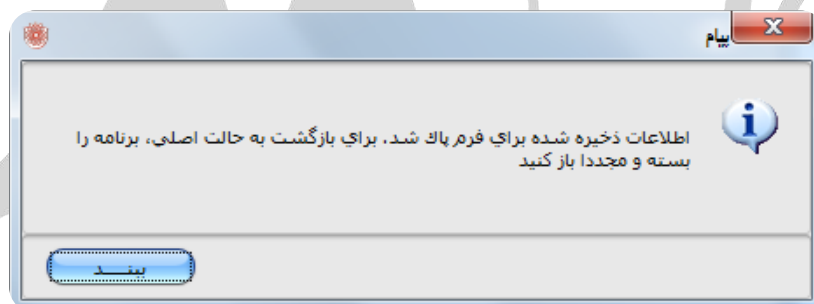 پيام
اطلاعات ذخيره شده براي فرم پاك شد. براي بازگشت به حالت اصلي، برنامه را
بسته و مجددا باز كنيد
ببنـــد